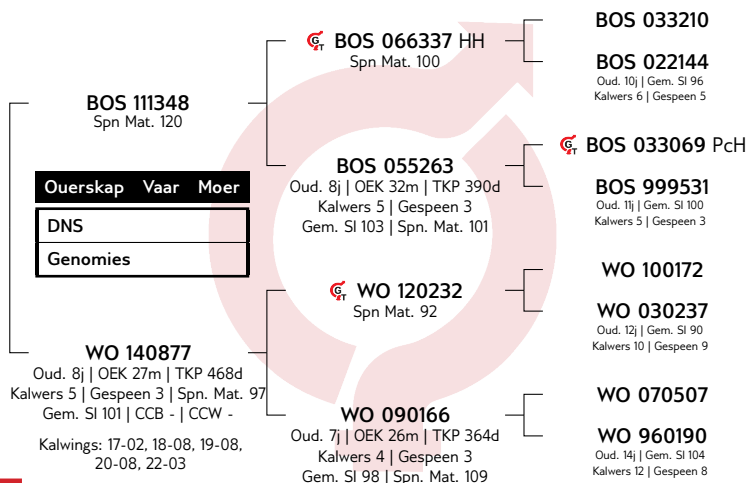 BOS 111348
Spn Mat. 120
Ouerskap Vaar Moer
DNS
Genomies
WO 140877
Oud. 8j | OEK 27m | TKP 468d
Kalwers 5 | Gespeen 3 | Spn. Mat. 97
Gem. SI 101 | CCB - | CCW -
Kalwings: 17-02, 18-08, 19-08,
20-08, 22-03
GT BOS 066337 HH
Spn Mat. 100
BOS 055263
Oud. 8j | OEK 32m | TKP 390d
Kalwers 5 | Gespeen 3
Gem. SI 103 | Spn. Mat. 101
GT WO 120232
Spn Mat. 92
WO 090166
Oud. 7j | OEK 26m | TKP 364d
Kalwers 4 | Gespeen 3
Gem. SI 98 | Spn. Mat. 109
BOS 033210
BOS 022144
Oud. 10j | Gem. SI 96
Kalwers 6 | Gespeen 5
GT BOS 033069 PcH
BOS 999531
Oud. 11j | Gem. SI 100
Kalwers 5 | Gespeen 3
WO 100172
WO 030237
Oud. 12j | Gem. SI 90
Kalwers 10 | Gespeen 9
WO 070507
WO 960190
Oud. 14j | Gem. SI 104
Kalwers 12 | Gespeen 8